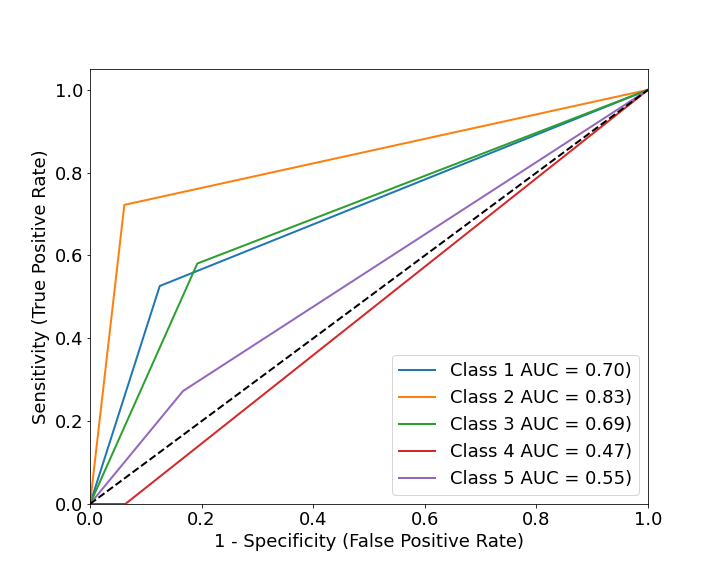 1.0
0.8
0.6
0.4
0.2
0.0
Sensitivity (True Positive Rate)
Class 1 AUC = 0.70)
Class 2 AUC = 0.83)
Class 3 AUC = 0.69)
Class 4 AUC = 0.47)
Class 5 AUC = 0.55)
0.0 0.2 0.4 0.6 0.8 1.0
1 - Specificity (False Positive Rate)